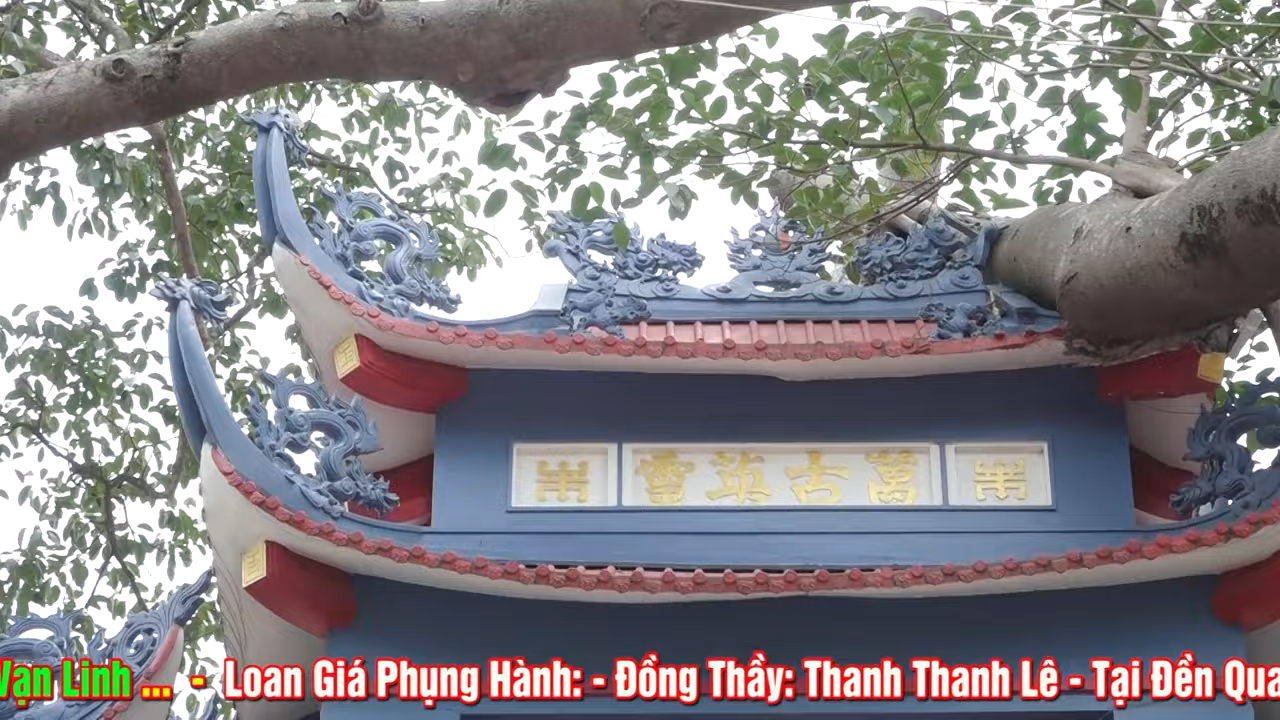 萬古英靈
Vạn Linh ... - Loan Giá Phụng Hành: - Đồng Thầy: Thanh Thanh Lê - Tại Đền Qua